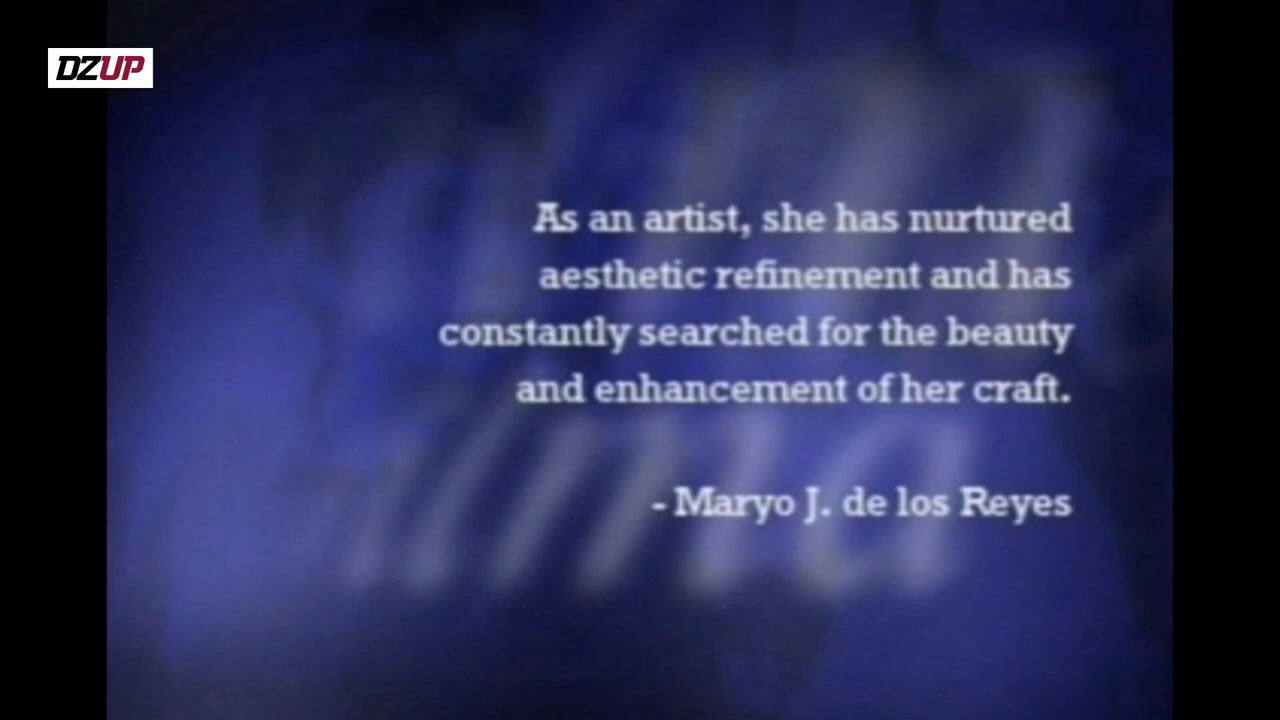 DZUP
As an artist, she has nurtured
aesthetic refinement and has
constantly searched for the beauty
and enhancement of her craft.
- Maryo J. de los Reyes